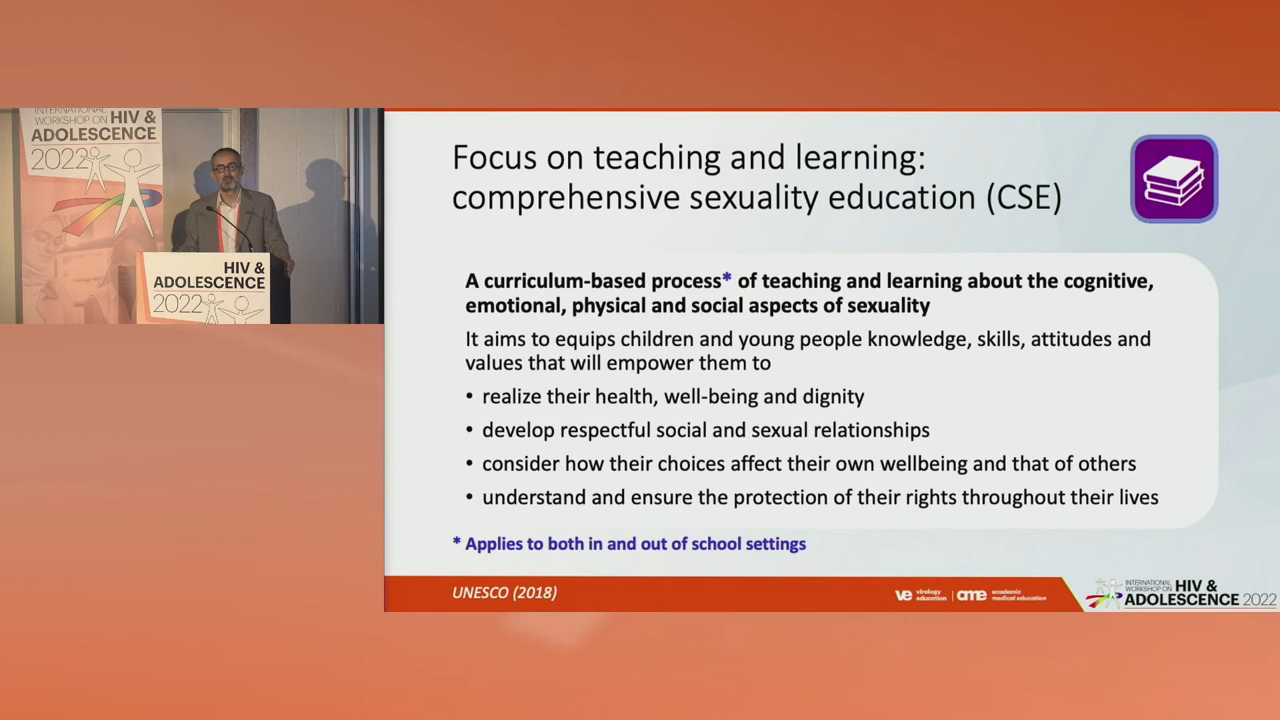 INTERNATIONAL
WORKSHOP ON HIV &
ADOLESCENCE
2022
HIV &
ADOLESCENCE
2022
Focus on teaching and learning:
comprehensive sexuality education (CSE)
A curriculum-based process* of teaching and learning about the cognitive,
emotional, physical and social aspects of sexuality
It aims to equips children and young people knowledge, skills, attitudes and
values that will empower them to
• realize their health, well-being and dignity
• develop respectful social and sexual relationships
• consider how their choices affect their own wellbeing and that of others
• understand and ensure the protection of their rights throughout their lives
* Applies to both in and out of school settings
UNESCO (2018)
ve virology education | ame academic medical education
INTERNATIONAL
WORKSHOP ON HIV &
ADOLESCENCE 2022